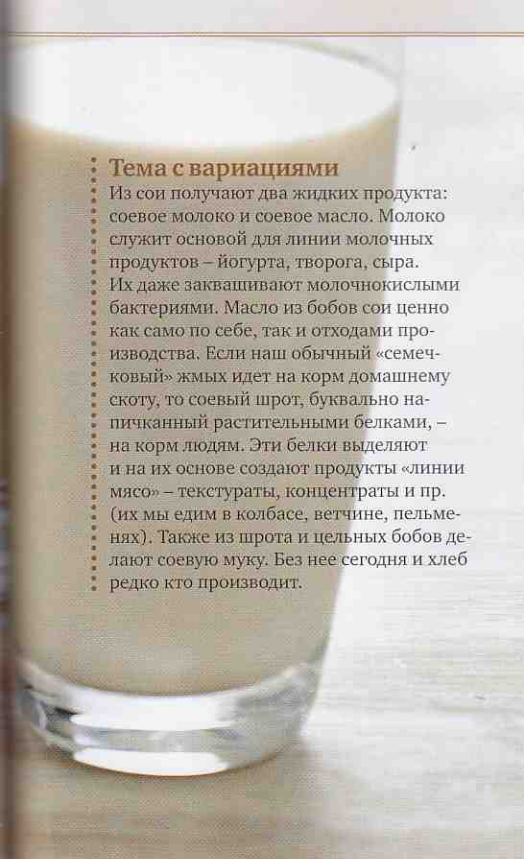 Тема с вариациями
Из сои получают два жидких продукта:
соевое молоко и соевое масло. Молоко
служит основой для линии молочных
продуктов – йогурта, творога, сыра.
Их даже заквашивают молочнокислыми
бактериями. Масло из бобов сои ценно
как само по себе, так и отходами про-
изводства. Если наш обычный «семеч-
ковый» жмых идет на корм домашнему
скоту, то соевый шрот, буквально на-
пичканный растительными белками, –
на корм людям. Эти белки выделяют
и на их основе создают продукты «линии
мясо» – текстураты, концентраты и пр.
(их мы едим в колбасе, ветчине, пельме-
нях). Также из шрота и цельных бобов де-
лают соевую муку. Без нее сегодня и хлеб
редко кто производит.